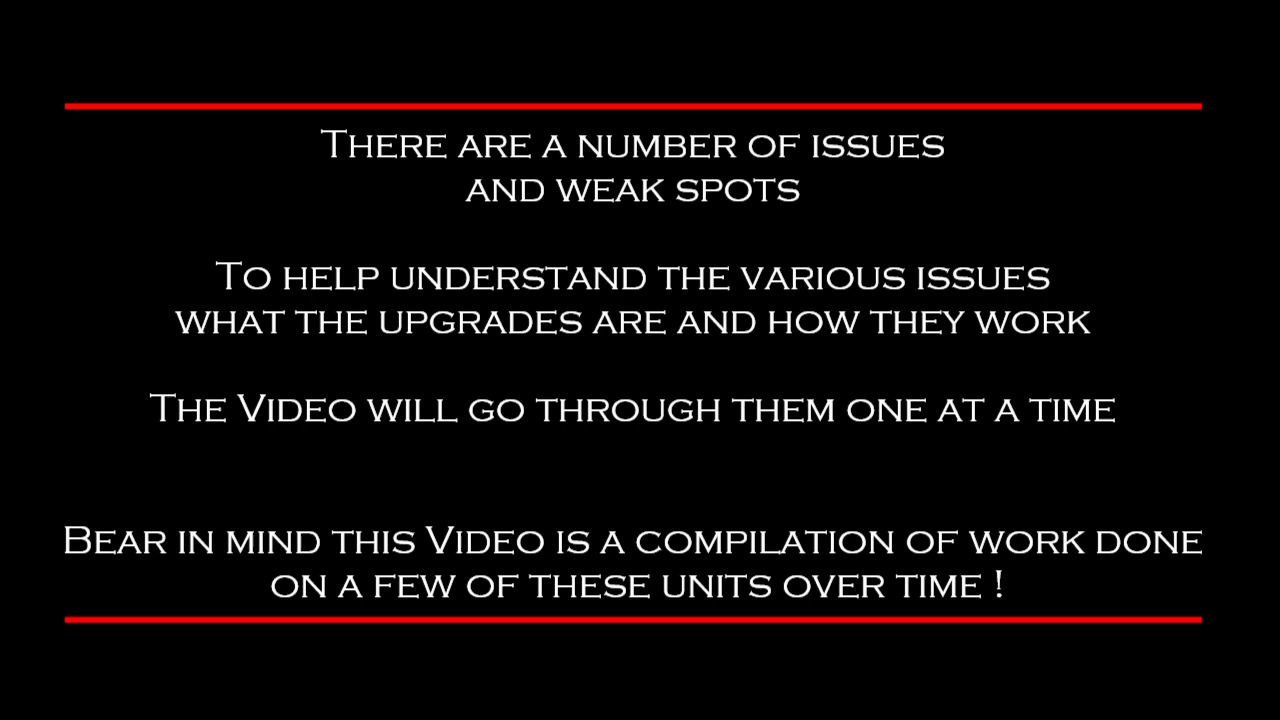 There are a number of issues
and weak spots
To help understand the various issues
what the upgrades are and how they work
The Video will go through them one at a time
Bear in mind this Video is a compilation of work done
on a few of these units over time !